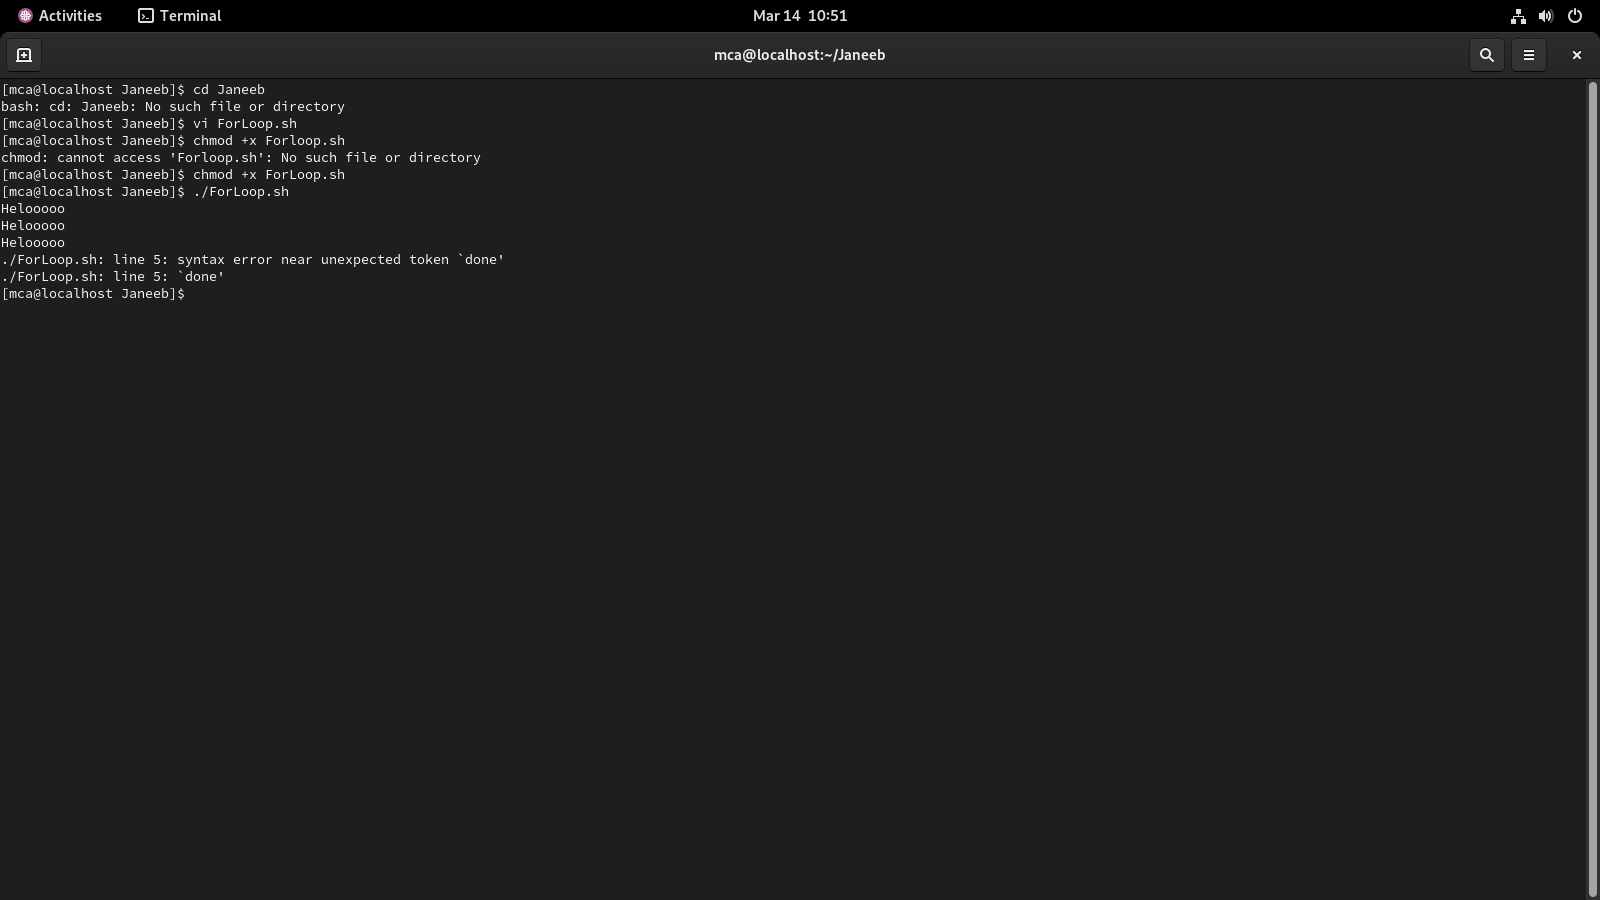 Activities Terminal Mar 14 10:51
mca@localhost:~/Janeeb
[mca@localhost Janeeb]$ cd Janeeb
bash: cd: Janeeb: No such file or directory
[mca@localhost Janeeb]$ vi ForLoop.sh
[mca@localhost Janeeb]$ chmod +x Forloop.sh
chmod: cannot access 'Forloop.sh': No such file or directory
[mca@localhost Janeeb]$ chmod +x ForLoop.sh
[mca@localhost Janeeb]$ ./ForLoop.sh
Helooooo
Helooooo
Helooooo
./ForLoop.sh: line 5: syntax error near unexpected token `done'
./ForLoop.sh: line 5: `done'
[mca@localhost Janeeb]$